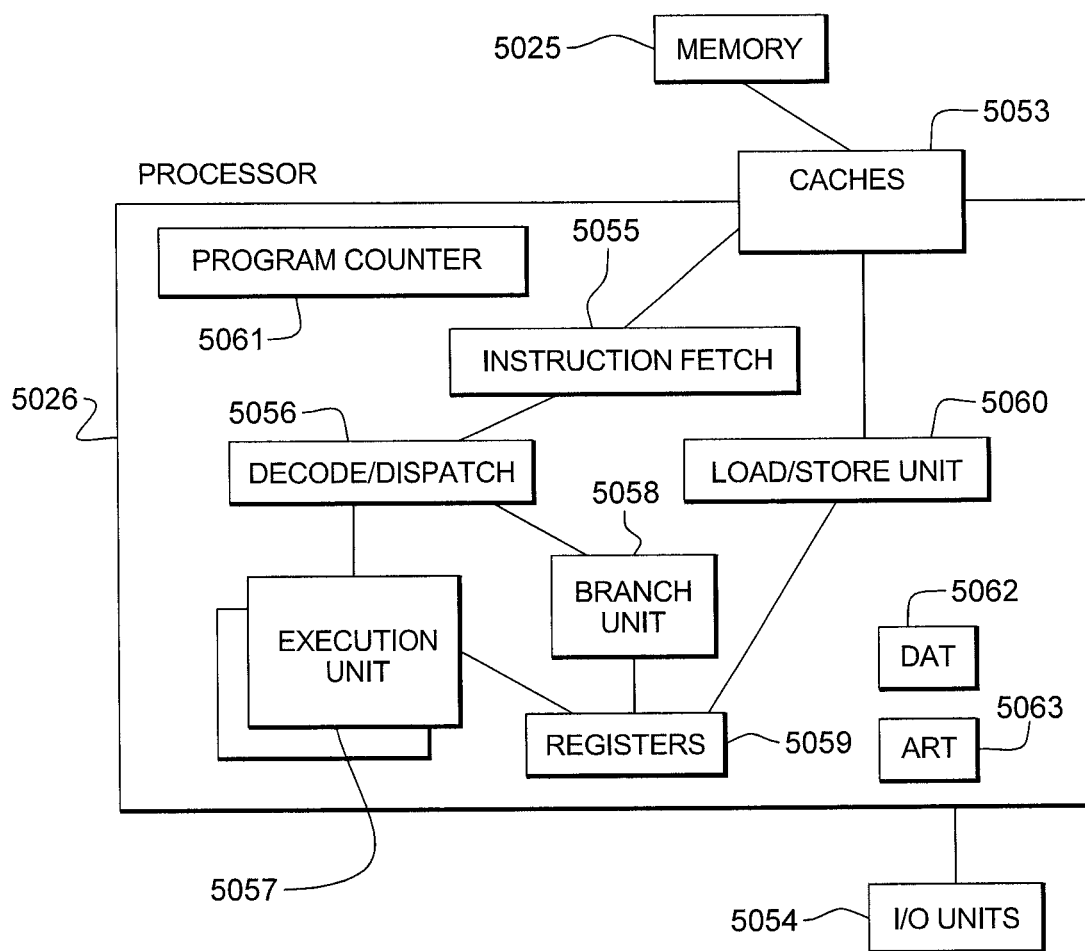 5025
MEMORY
5053
CACHES
PROCESSOR
5055
PROGRAM COUNTER
5061
INSTRUCTION FETCH
5026
5056
5060
DECODE/DISPATCH
LOAD/STORE UNIT
5058
BRANCH
UNIT
5062
EXECUTION
UNIT
DAT
5063
REGISTERS
5059
ART
5057
5054
I/O UNITS